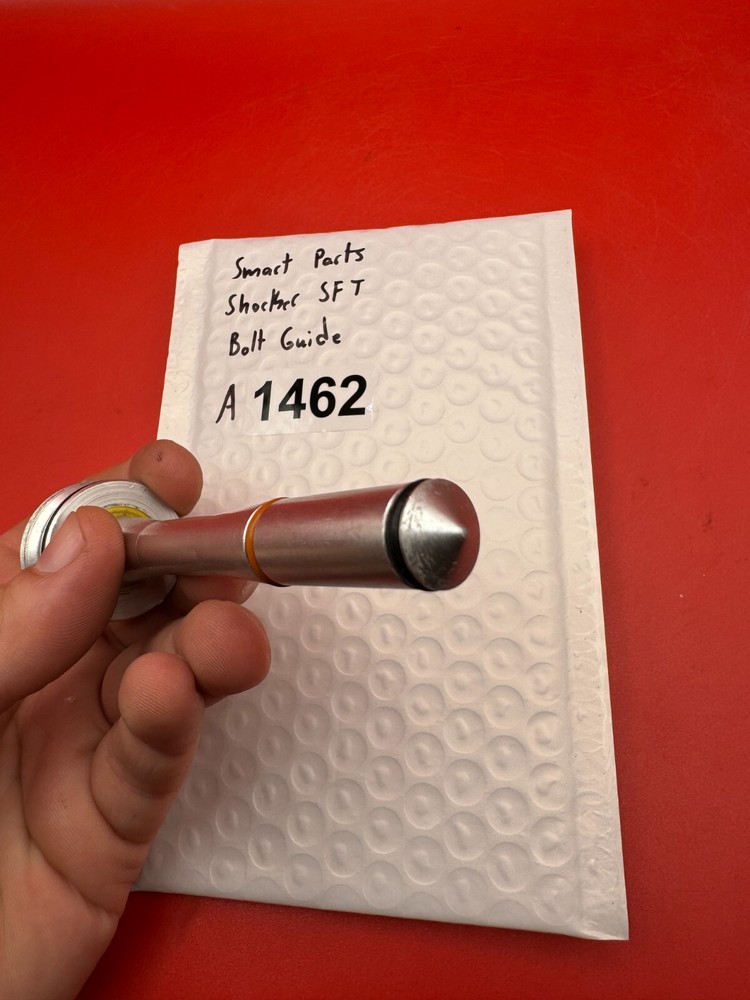 Smart Parts
Shocker SFT
Bolt Guide
A 1462